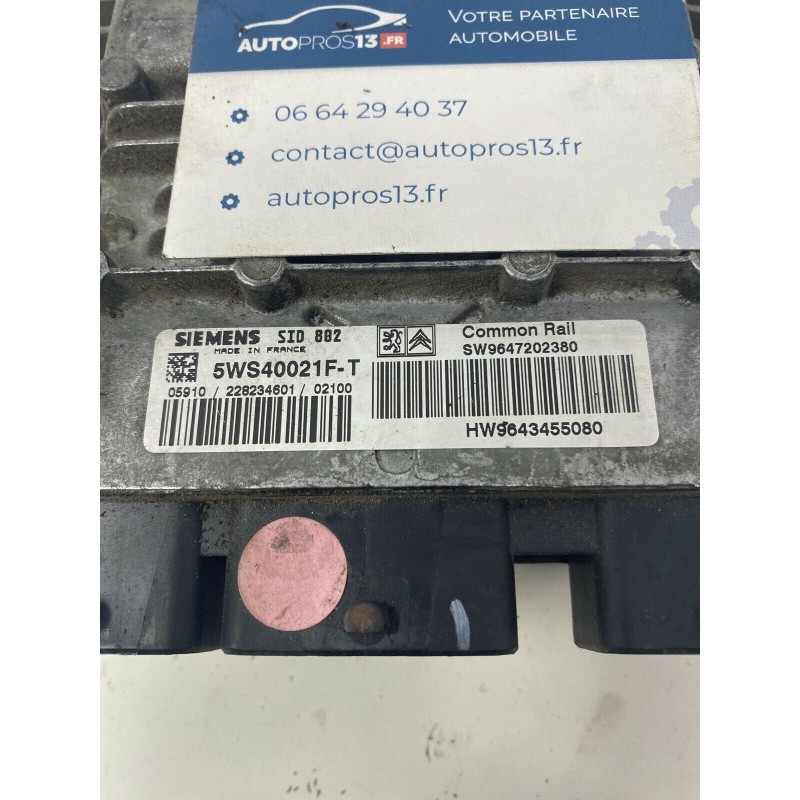 AUTOPROS13.FR
VOTRE PARTENAIRE
AUTOMOBILE
06 64 29 40 37
contact@autopros13.fr
autopros13.fr
SIEMENS SID 802
MADE IN FRANCE
5WS40021F-T
05910 / 228234601 / 02100
Common Rail
SW9647202380
HW9643455080